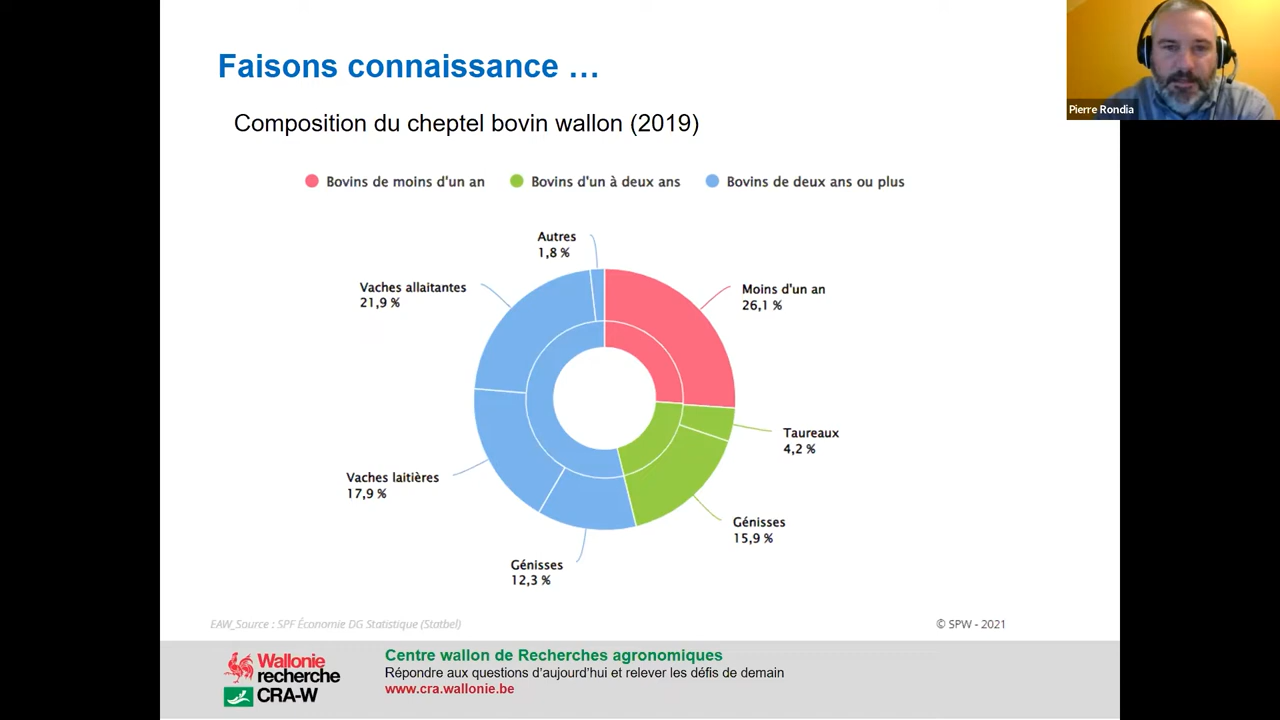 Faisons connaissance …
Pierre Rondia
Composition du cheptel bovin wallon (2019)
Bovins de moins d'un an
Bovins d'un à deux ans
Bovins de deux ans ou plus
Autres
1,8 %
Vaches allaitantes
21,9 %
Moins d'un an
26,1 %
Taureaux
4,2 %
Vaches laitières
17,9 %
Génisses
15,9 %
Génisses
12,3 %
EAW_Source : SPF Économie DG Statistique (Statbel)
© SPW - 2021
Wallonie
recherche
CRA-W
Centre wallon de Recherches agronomiques
Répondre aux questions d'aujourd'hui et relever les défis de demain
www.cra.wallonie.be